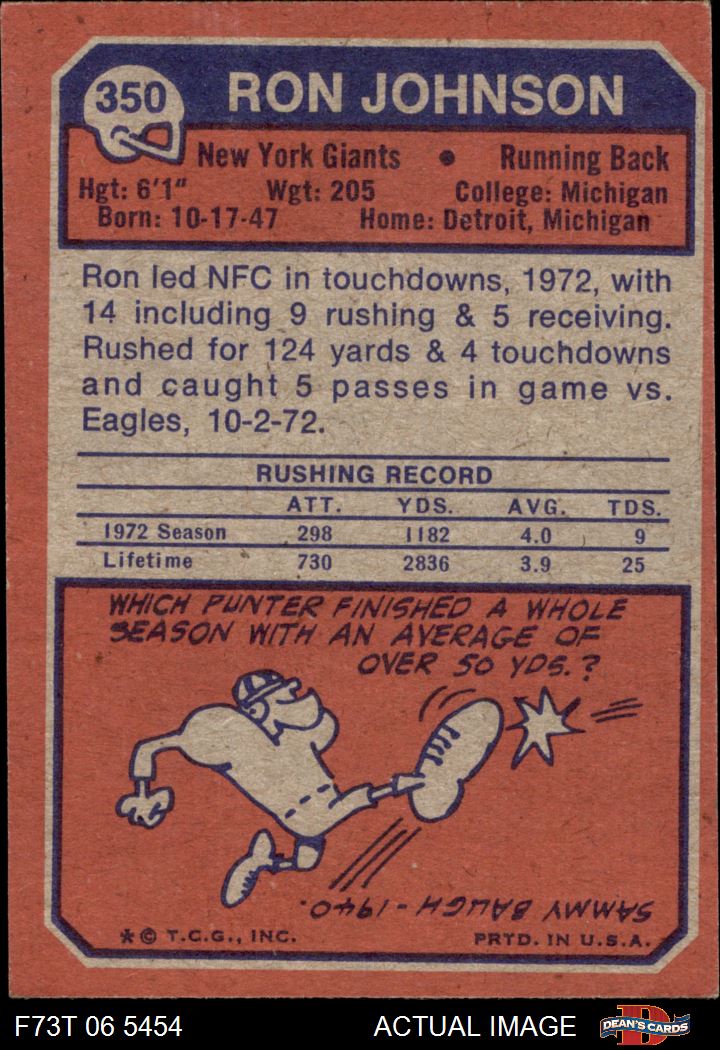 350
RON JOHNSON
New York Giants • Running Back
Hgt: 6'1" Wgt: 205 College: Michigan
Born: 10-17-47 Home: Detroit, Michigan
Ron led NFC in touchdowns, 1972, with
14 including 9 rushing & 5 receiving.
Rushed for 124 yards & 4 touchdowns
and caught 5 passes in game vs.
Eagles, 10-2-72.
RUSHING RECORD
ATT. YDS. AVG. TDS.
1972 Season 298 1182 4.0 9
Lifetime 730 2836 3.9 25
WHICH PUNTER FINISHED A WHOLE
SEASON WITH AN AVERAGE OF
OVER 50 YDS.?
SAMMY BAUGH - 1940.
* © T.C.G., INC. PRTD. IN U.S.A.
F73T 06 5454 ACTUAL IMAGE D DEAN'S CARDS